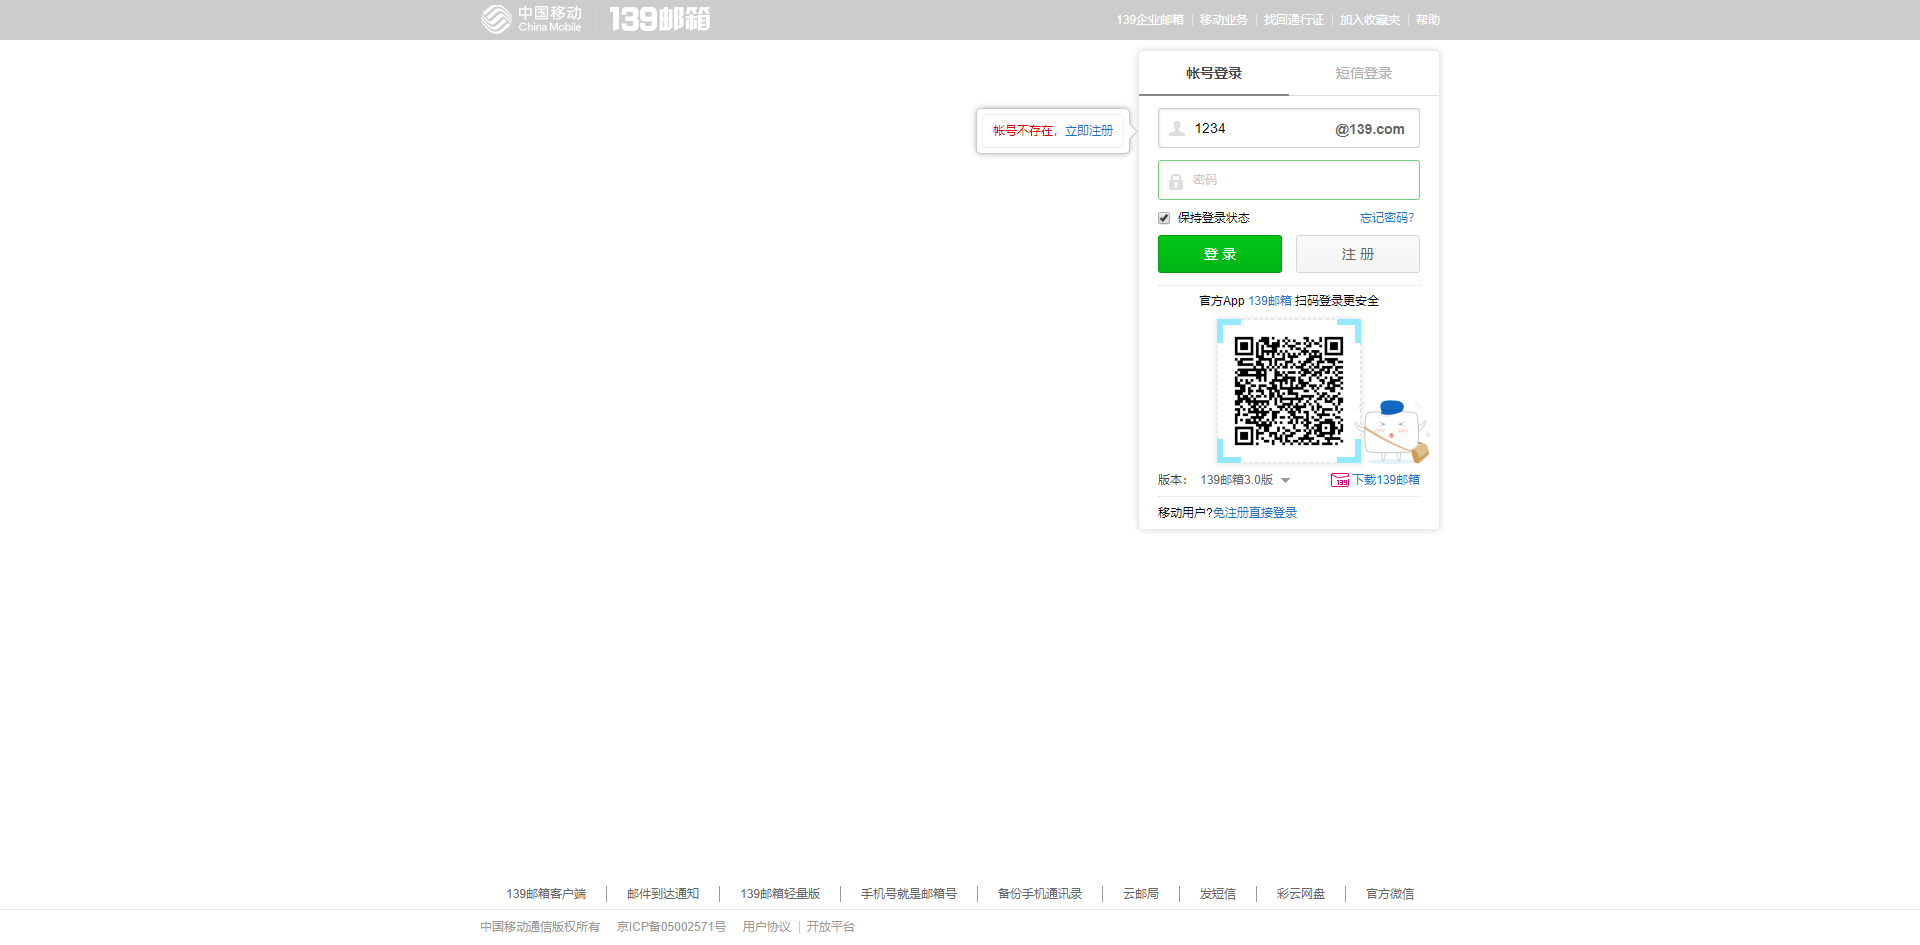 中国移动 China Mobile 139邮箱
139企业邮箱 移动业务 找回通行证 加入收藏夹 帮助
帐号登录 短信登录
帐号不存在，立即注册
1234 @139.com
密码
保持登录状态 忘记密码?
登 录 注 册
官方App 139邮箱 扫码登录更安全
版本： 139邮箱3.0版 139 下载139邮箱
移动用户?免注册直接登录
139邮箱客户端 邮件到达通知 139邮箱轻量版 手机号就是邮箱号 备份手机通讯录 云邮局 发短信 彩云网盘 官方微信
中国移动通信版权所有 京ICP备05002571号 用户协议 开放平台